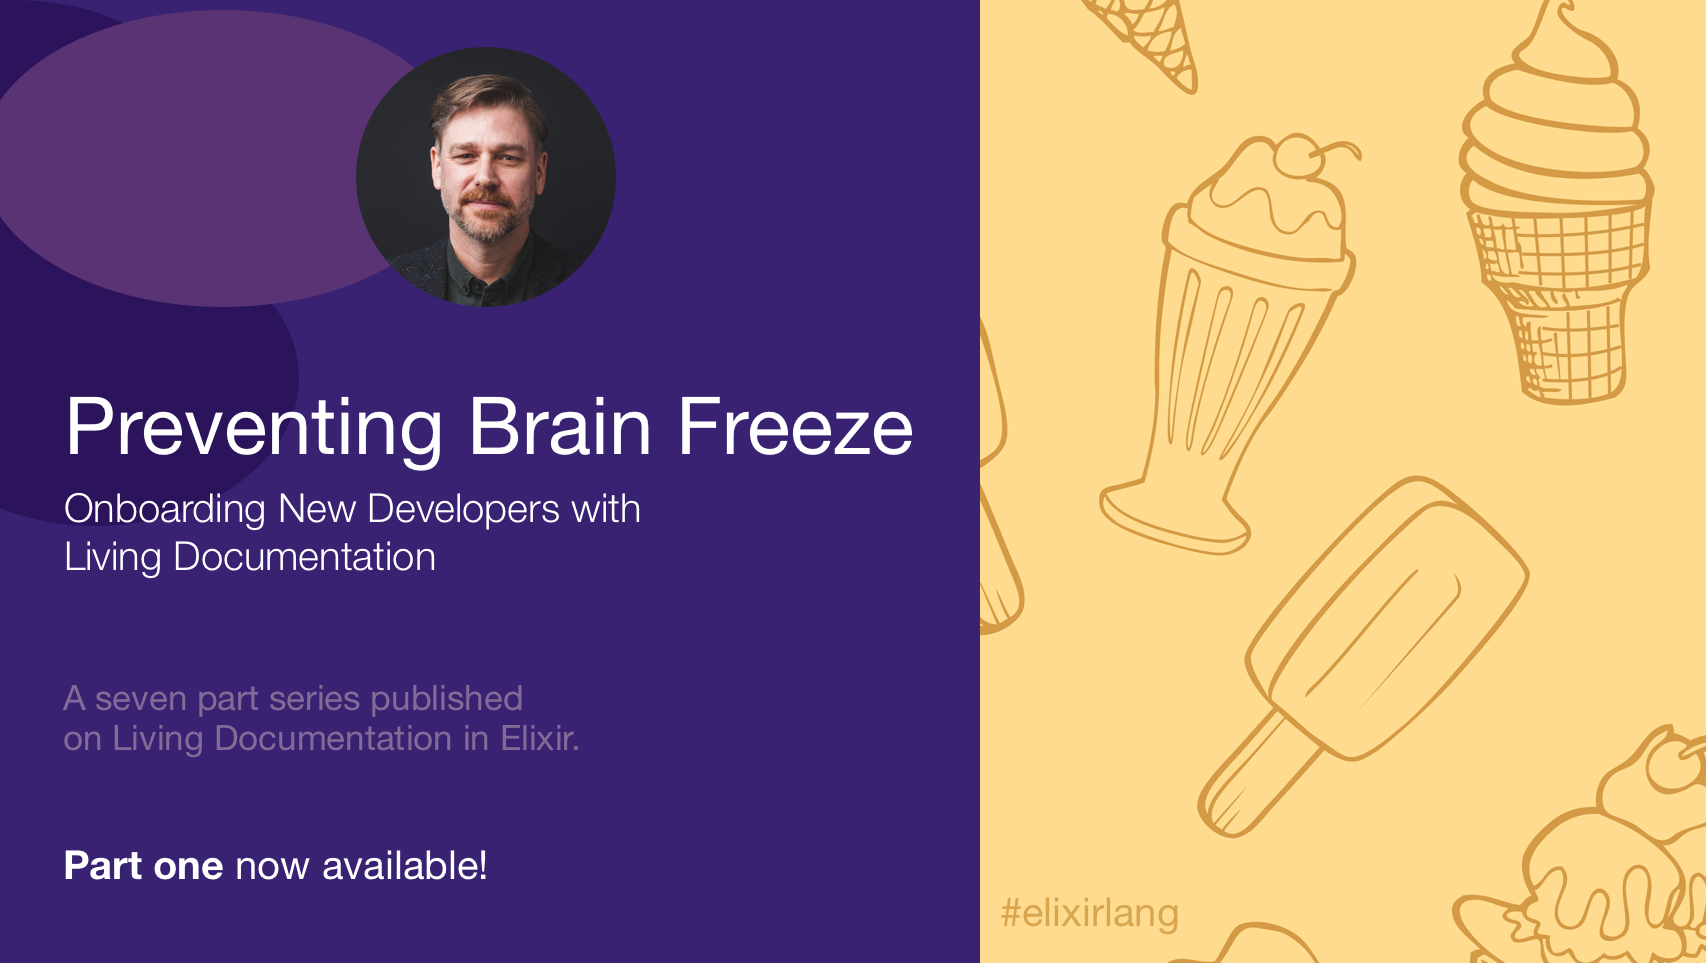 Preventing Brain Freeze
Onboarding New Developers with
Living Documentation
A seven part series published
on Living Documentation in Elixir.
Part one now available!
#elixirlang